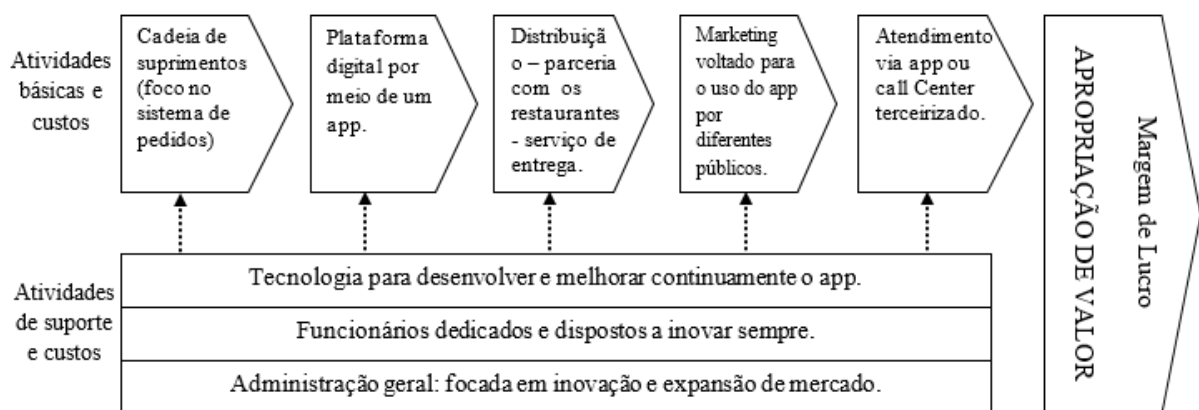 Atividades
básicas e
custos
Cadeia de
suprimentos
(foco no
sistema de
pedidos)
Plataforma
digital por
meio de um
app.
Distribuiçã
o – parceria
com os
restaurantes
- serviço de
entrega.
Marketing
voltado para
o uso do app
por
diferentes
públicos.
Atendimento
via app ou
call Center
terceirizado.
Atividades
de suporte
e custos
Tecnologia para desenvolver e melhorar continuamente o app.
Funcionários dedicados e dispostos a inovar sempre.
Administração geral: focada em inovação e expansão de mercado.
APROPRIAÇÃO DE VALOR
Margem de Lucro